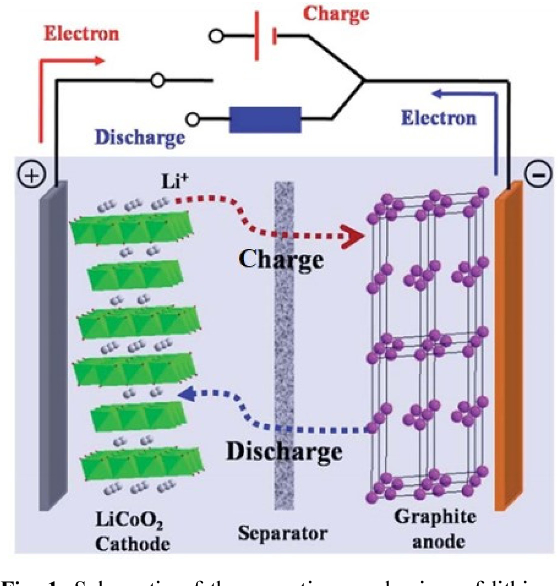 Charge
Electron
Discharge
Electron
+
−
Li⁺
Charge
Discharge
LiCoO₂
Cathode
Separator
Graphite
anode